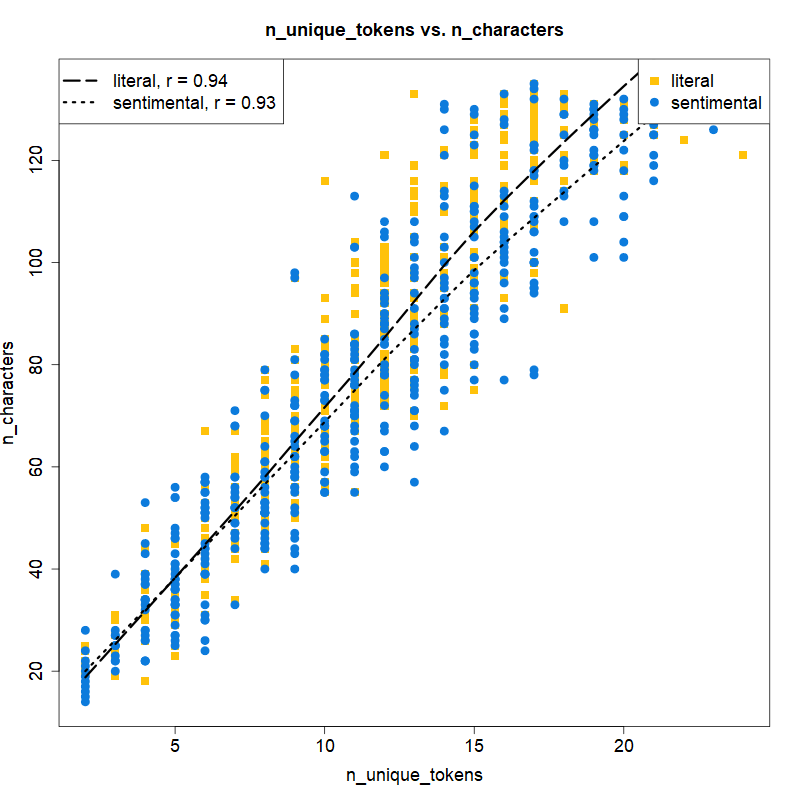 n_unique_tokens vs. n_characters
literal, r = 0.94
sentimental, r = 0.93
literal
sentimental
n_characters
120
100
80
60
40
20
5
10
15
20
n_unique_tokens